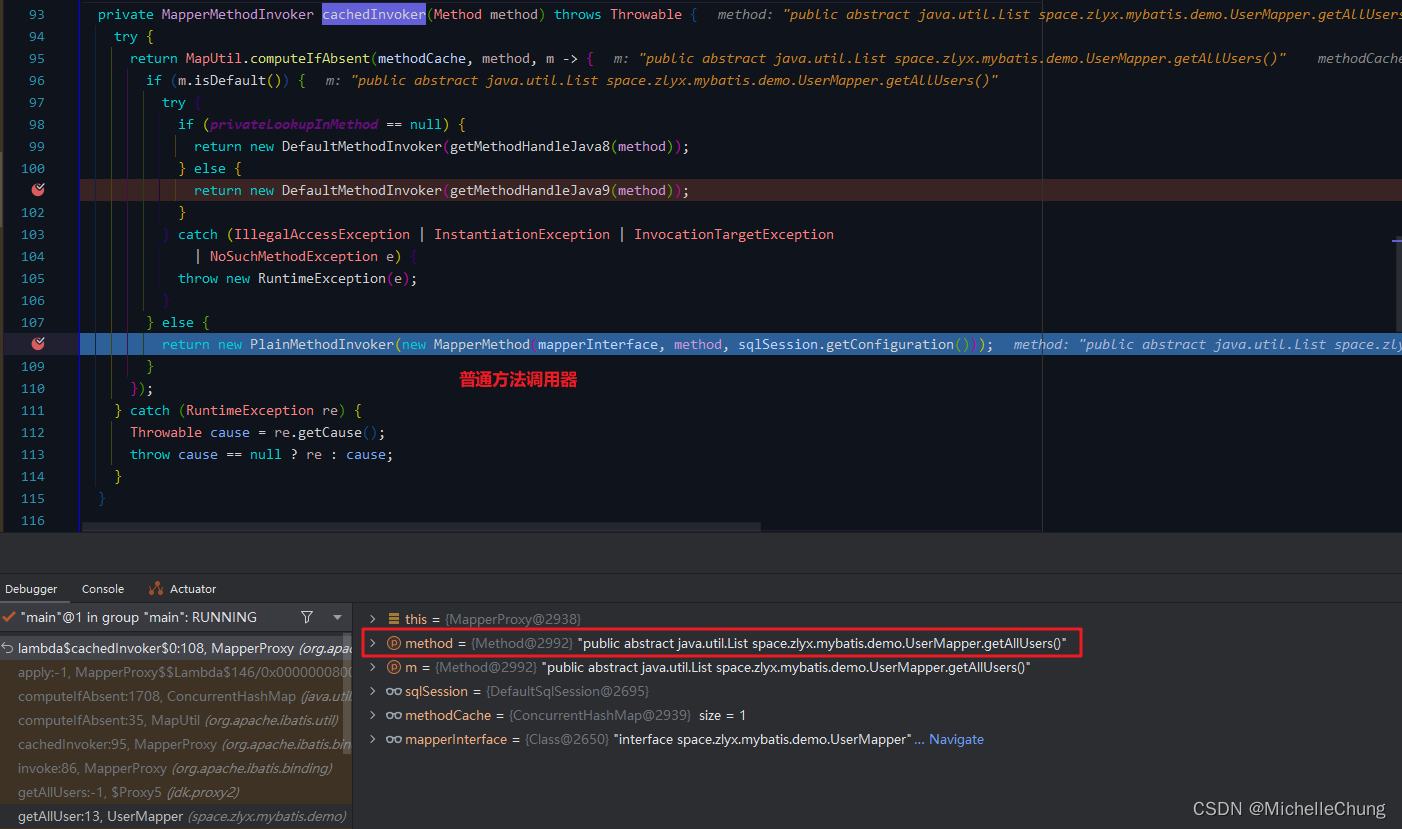 93 private MapperMethodInvoker cachedInvoker(Method method) throws Throwable { method: "public abstract java.util.List space.zlyx.mybatis.demo.UserMapper.getAllUsers
94 try {
95 return MapUtil.computeIfAbsent(methodCache, method, m -> { m: "public abstract java.util.List space.zlyx.mybatis.demo.UserMapper.getAllUsers()" methodCache
96 if (m.isDefault()) { m: "public abstract java.util.List space.zlyx.mybatis.demo.UserMapper.getAllUsers()"
97 try {
98 if (privateLookupInMethod == null) {
99 return new DefaultMethodInvoker(getMethodHandleJava8(method));
100 } else {
return new DefaultMethodInvoker(getMethodHandleJava9(method));
102 }
103 } catch (IllegalAccessException | InstantiationException | InvocationTargetException
104 | NoSuchMethodException e) {
105 throw new RuntimeException(e);
106 }
107 } else {
return new PlainMethodInvoker(new MapperMethod(mapperInterface, method, sqlSession.getConfiguration())); method: "public abstract java.util.List space.zly
109 }
普通方法调用器
110 });
111 } catch (RuntimeException re) {
112 Throwable cause = re.getCause();
113 throw cause == null ? re : cause;
114 }
115 }
116
Debugger Console Actuator
"main"@1 in group "main": RUNNING
lambda$cachedInvoker$0:108, MapperProxy (org.apa
apply:-1, MapperProxy$$Lambda$146/0x0000000800
computeIfAbsent:1708, ConcurrentHashMap (java.util
computeIfAbsent:35, MapUtil (org.apache.ibatis.util)
cachedInvoker:95, MapperProxy (org.apache.ibatis.bin
invoke:86, MapperProxy (org.apache.ibatis.binding)
getAllUsers:-1, $Proxy5 (jdk.proxy2)
getAllUser:13, UserMapper (space.zlyx.mybatis.demo)
this = {MapperProxy@2938}
method = {Method@2992} "public abstract java.util.List space.zlyx.mybatis.demo.UserMapper.getAllUsers()"
m = {Method@2992} "public abstract java.util.List space.zlyx.mybatis.demo.UserMapper.getAllUsers()"
sqlSession = {DefaultSqlSession@2695}
methodCache = {ConcurrentHashMap@2939} size = 1
mapperInterface = {Class@2650} "interface space.zlyx.mybatis.demo.UserMapper" ... Navigate
CSDN @MichelleChung